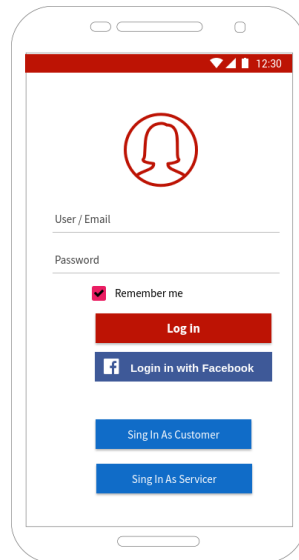 12:30
User / Email
Password
Remember me
Log in
Login in with Facebook
Sing In As Customer
Sing In As Servicer